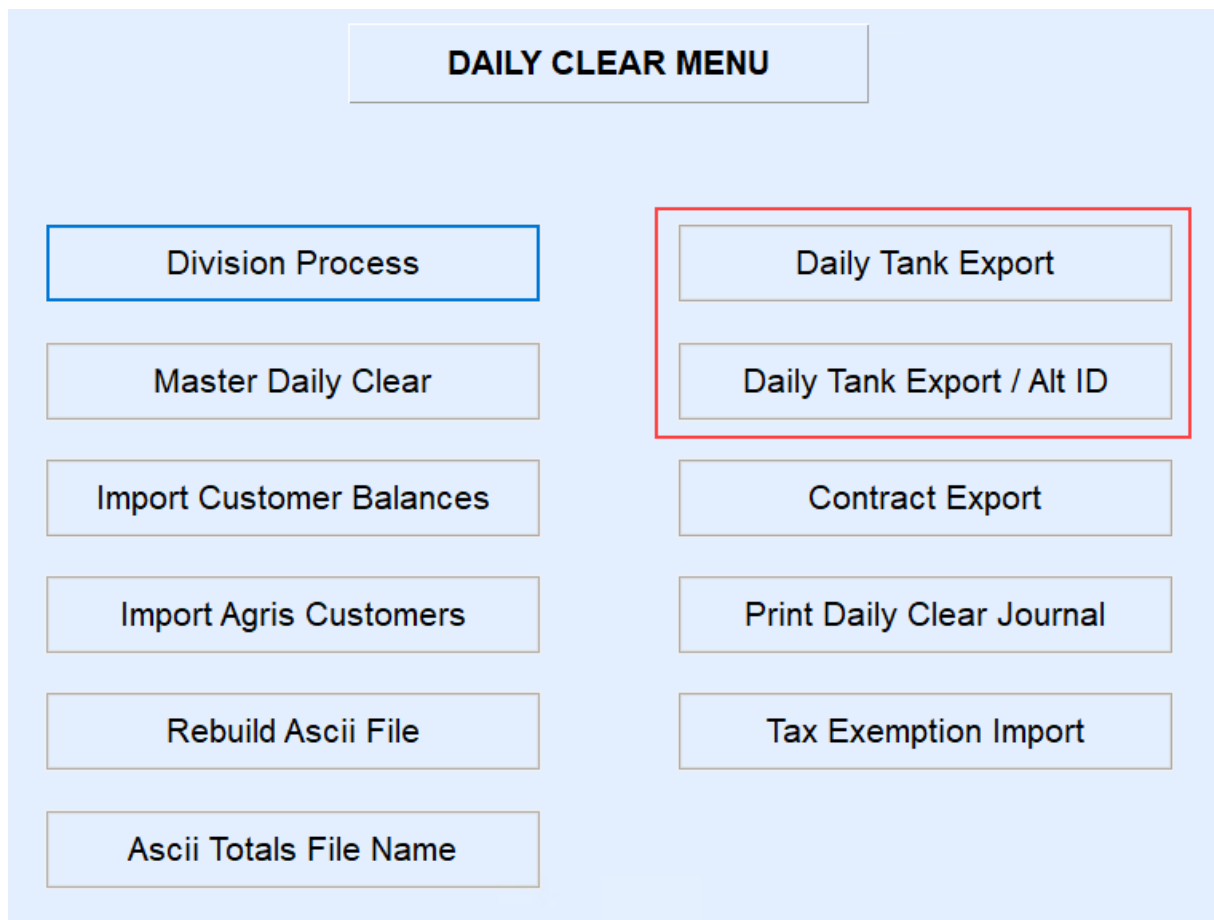 DAILY CLEAR MENU
Division Process
Daily Tank Export
Master Daily Clear
Daily Tank Export / Alt ID
Import Customer Balances
Contract Export
Import Agris Customers
Print Daily Clear Journal
Rebuild Ascii File
Tax Exemption Import
Ascii Totals File Name